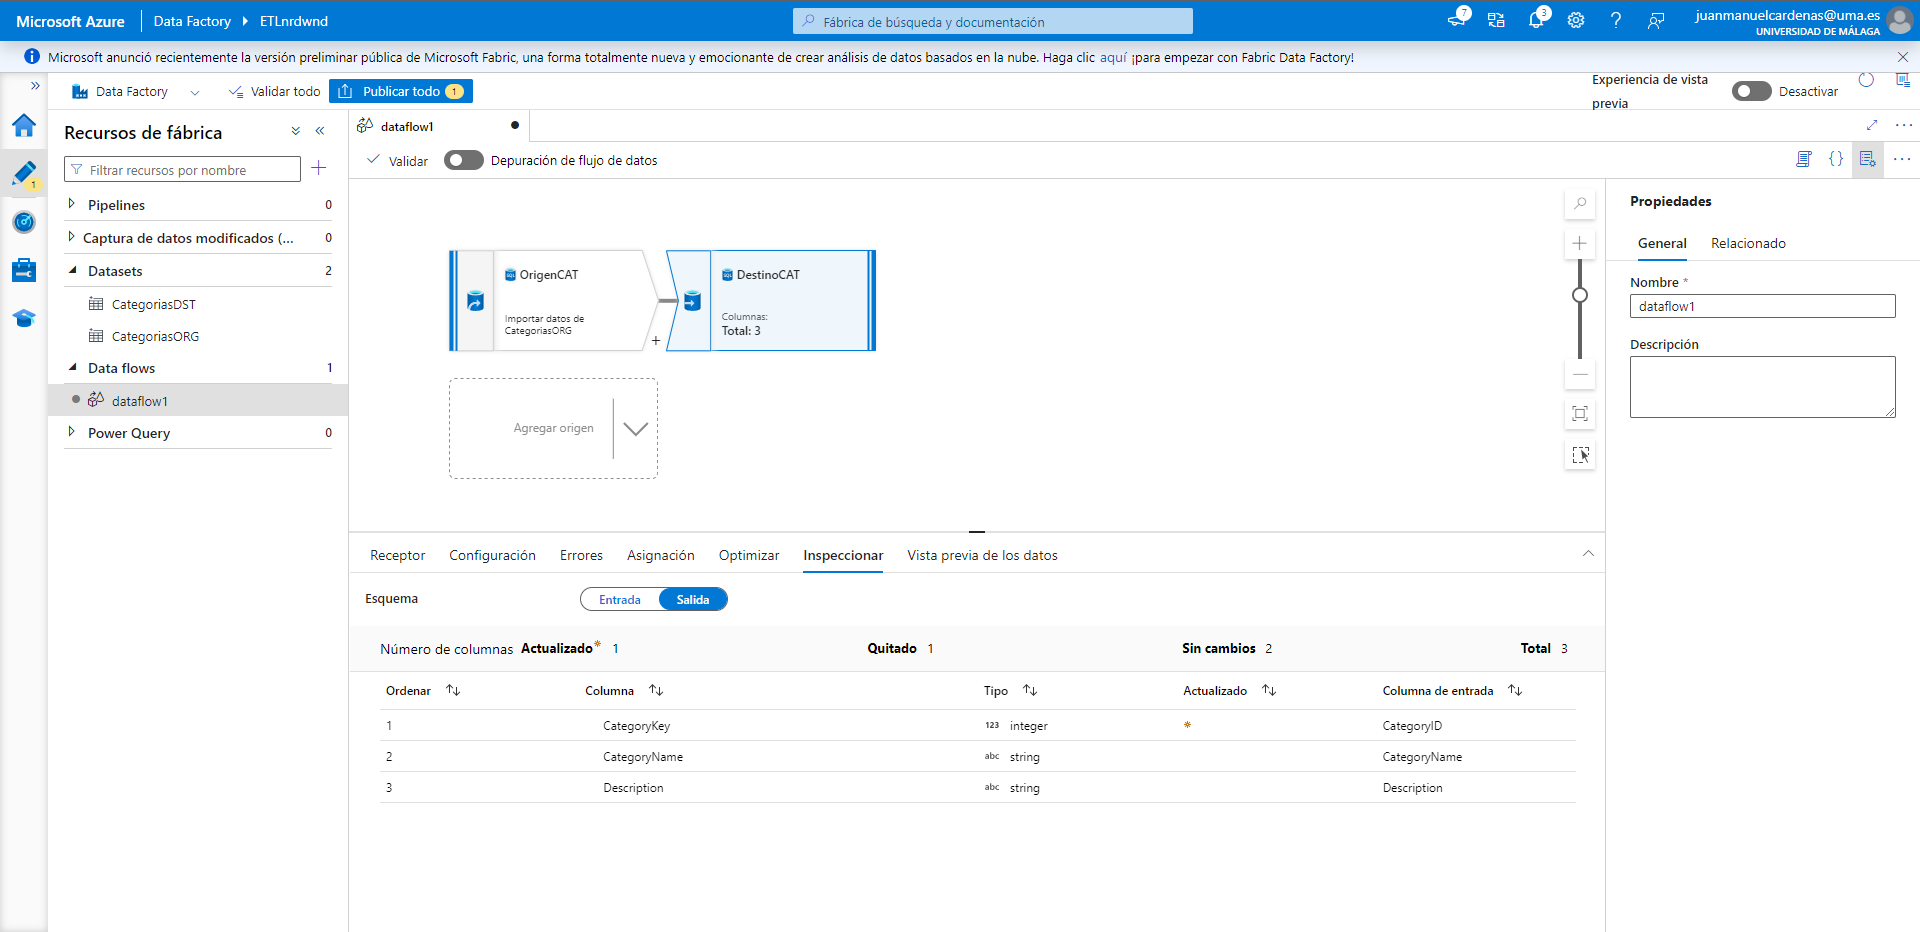 Microsoft Azure
Data Factory
ETLnrdwnd
Fábrica de búsqueda y documentación
7
3
juanmanuelcardenas@uma.es
UNIVERSIDAD DE MÁLAGA
Microsoft anunció recientemente la versión preliminar pública de Microsoft Fabric, una forma totalmente nueva y emocionante de crear análisis de datos basados en la nube. Haga clic aquí ¡para empezar con Fabric Data Factory!
Data Factory
Validar todo
Publicar todo 1
Experiencia de vista
previa
Desactivar
1
Recursos de fábrica
Filtrar recursos por nombre
Pipelines 0
Captura de datos modificados (... 0
Datasets 2
CategoriasDST
CategoriasORG
Data flows 1
dataflow1
Power Query 0
dataflow1
Validar
Depuración de flujo de datos
OrigenCAT
Importar datos de
CategoriasORG
+
DestinoCAT
Columnas:
Total: 3
Agregar origen
Propiedades
General
Relacionado
Nombre *
dataflow1
Descripción
Receptor
Configuración
Errores
Asignación
Optimizar
Inspeccionar
Vista previa de los datos
Esquema
Entrada
Salida
Número de columnas Actualizado* 1 Quitado 1 Sin cambios 2 Total 3
Ordenar Columna Tipo Actualizado Columna de entrada
1 CategoryKey 123 integer * CategoryID
2 CategoryName abc string CategoryName
3 Description abc string Description